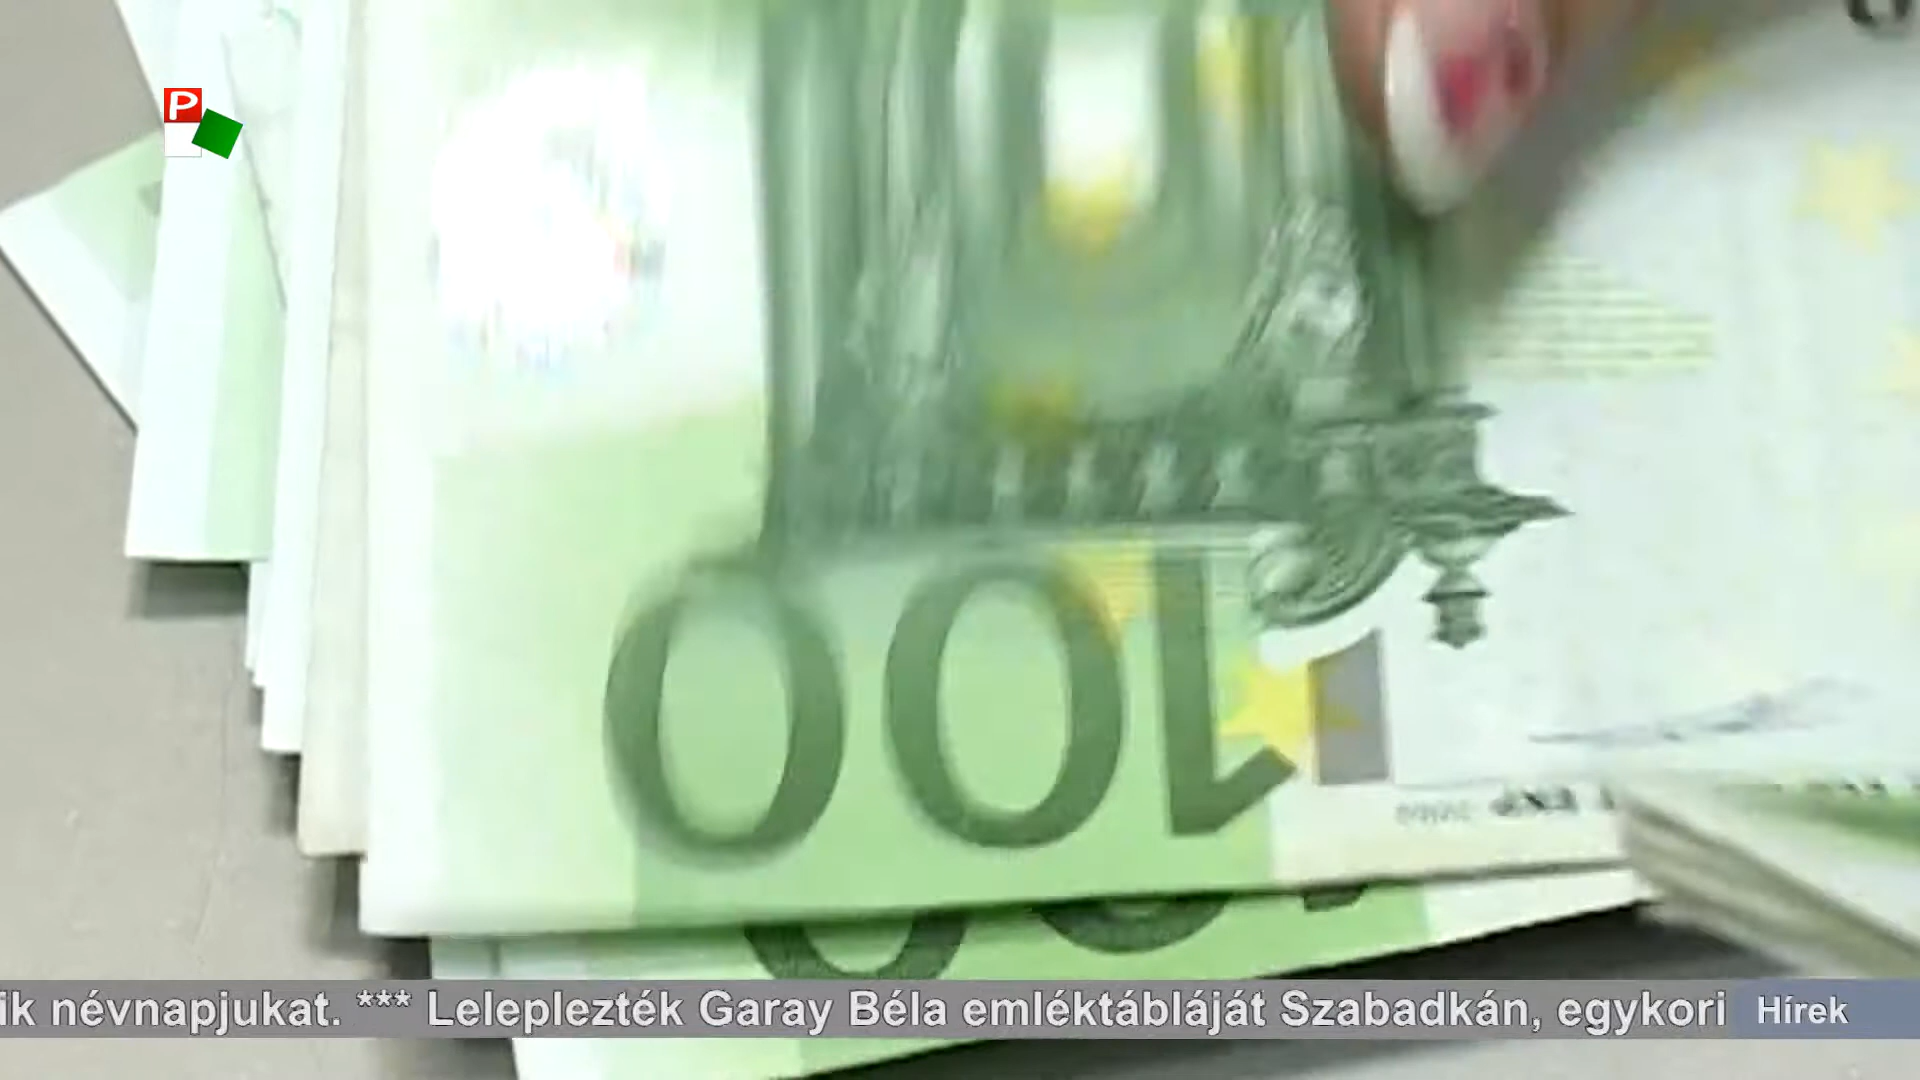 P
100
ik névnapjukat. *** Leleplezték Garay Béla emléktábláját Szabadkán, egykori
Hírek